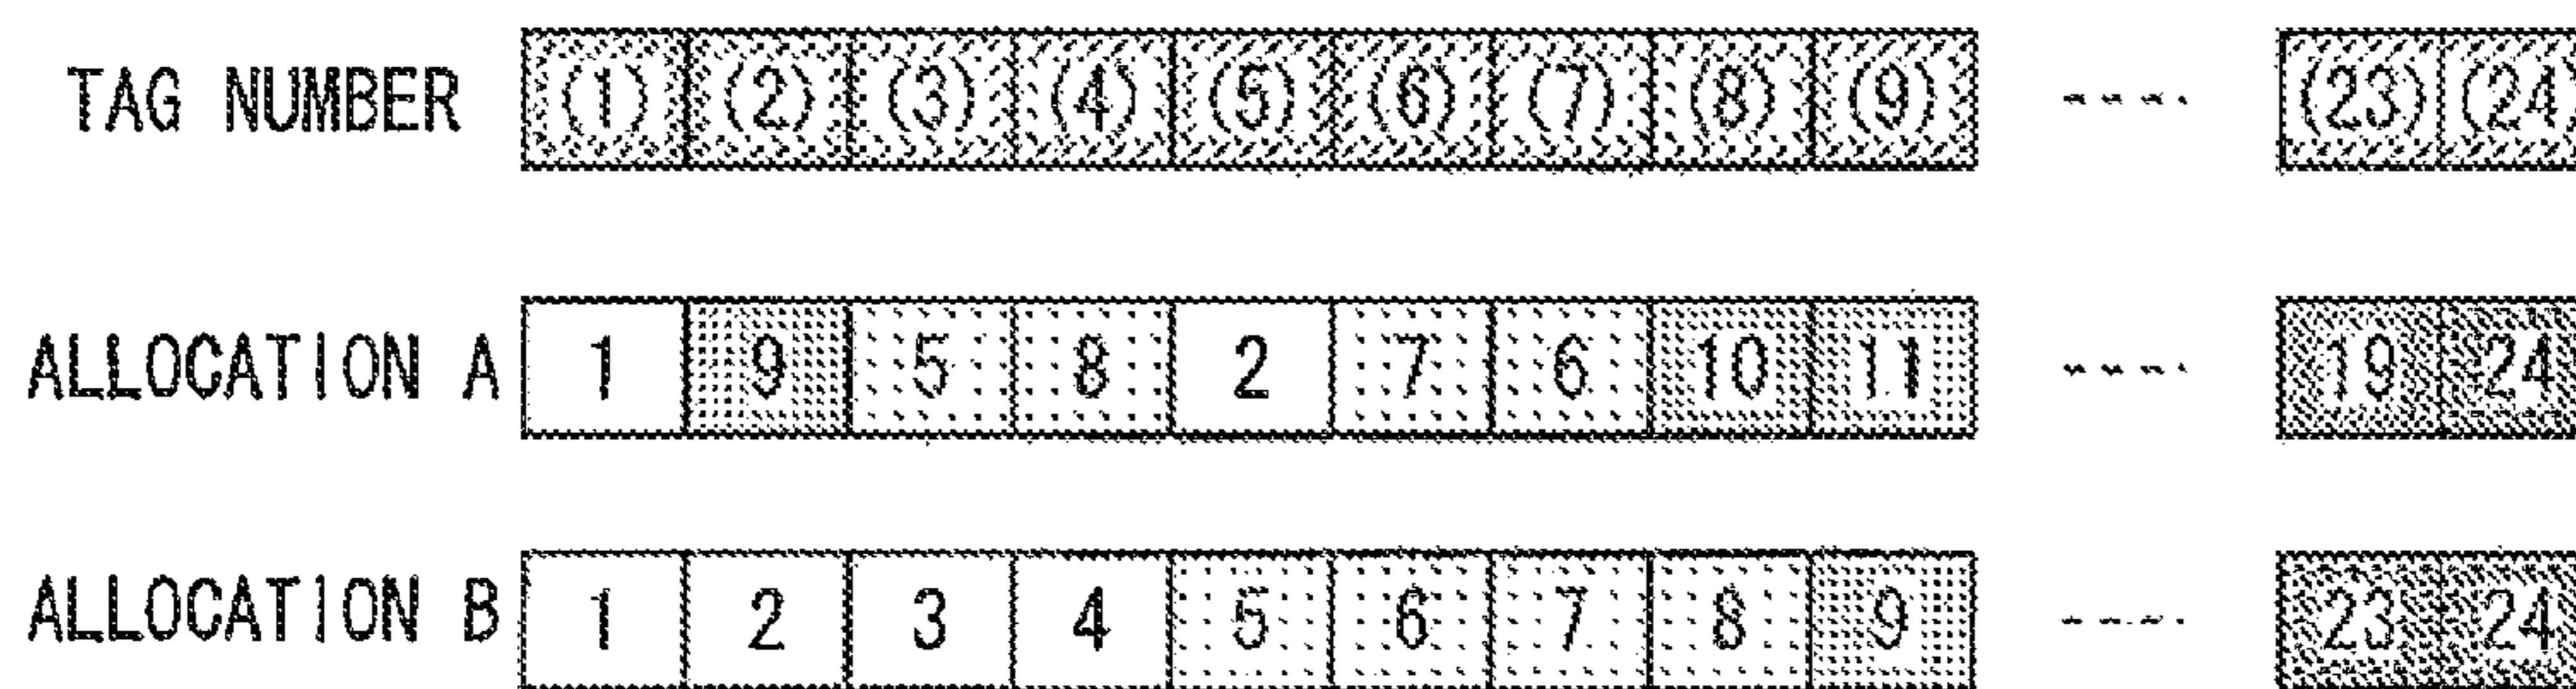 TAG NUMBER (1) (2) (3) (4) (5) (6) (7) (8) (9) ---- (23) (24
ALLOCATION A 1 9 5 8 2 7 6 10 11 ---- 19 24
ALLOCATION B 1 2 3 4 5 6 7 8 9 ---- 23 24